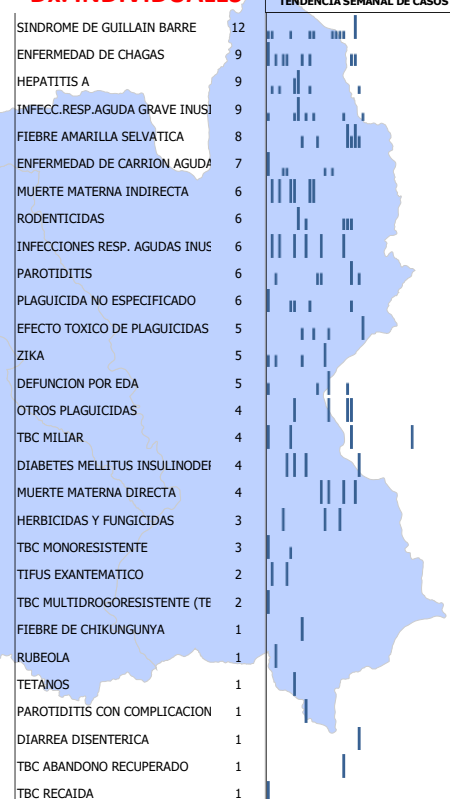 Dx. INDIVIDUALES TENDENCIA SEMANAL DE CASOS
SINDROME DE GUILLAIN BARRE 12
ENFERMEDAD DE CHAGAS 9
HEPATITIS A 9
INFECC.RESP.AGUDA GRAVE INUSI 9
FIEBRE AMARILLA SELVATICA 8
ENFERMEDAD DE CARRION AGUDA 7
MUERTE MATERNA INDIRECTA 6
RODENTICIDAS 6
INFECCIONES RESP. AGUDAS INUS 6
PAROTIDITIS 6
PLAGUICIDA NO ESPECIFICADO 6
EFECTO TOXICO DE PLAGUICIDAS 5
ZIKA 5
DEFUNCION POR EDA 5
OTROS PLAGUICIDAS 4
TBC MILIAR 4
DIABETES MELLITUS INSULINODEF 4
MUERTE MATERNA DIRECTA 4
HERBICIDAS Y FUNGICIDAS 3
TBC MONORESISTENTE 3
TIFUS EXANTEMATICO 2
TBC MULTIDROGORESISTENTE (TE 2
FIEBRE DE CHIKUNGUNYA 1
RUBEOLA 1
TETANOS 1
PAROTIDITIS CON COMPLICACION 1
DIARREA DISENTERICA 1
TBC ABANDONO RECUPERADO 1
TBC RECAIDA 1